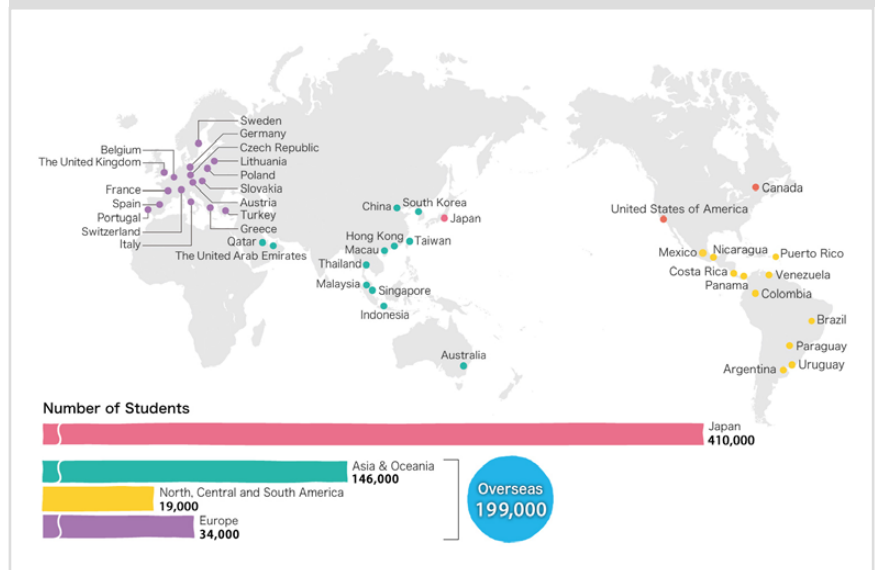 Sweden
Germany
Czech Republic
Lithuania
Poland
Slovakia
Austria
Turkey
Greece
Belgium
The United Kingdom
France
Spain
Portugal
Switzerland
Italy
Qatar
The United Arab Emirates
China
South Korea
Japan
Hong Kong
Taiwan
Macau
Thailand
Malaysia
Singapore
Indonesia
Australia
Canada
United States of America
Mexico
Nicaragua
Puerto Rico
Costa Rica
Venezuela
Panama
Colombia
Brazil
Paraguay
Uruguay
Argentina
Number of Students
Japan
410,000
Asia & Oceania
146,000
North, Central and South America
19,000
Europe
34,000
Overseas
199,000